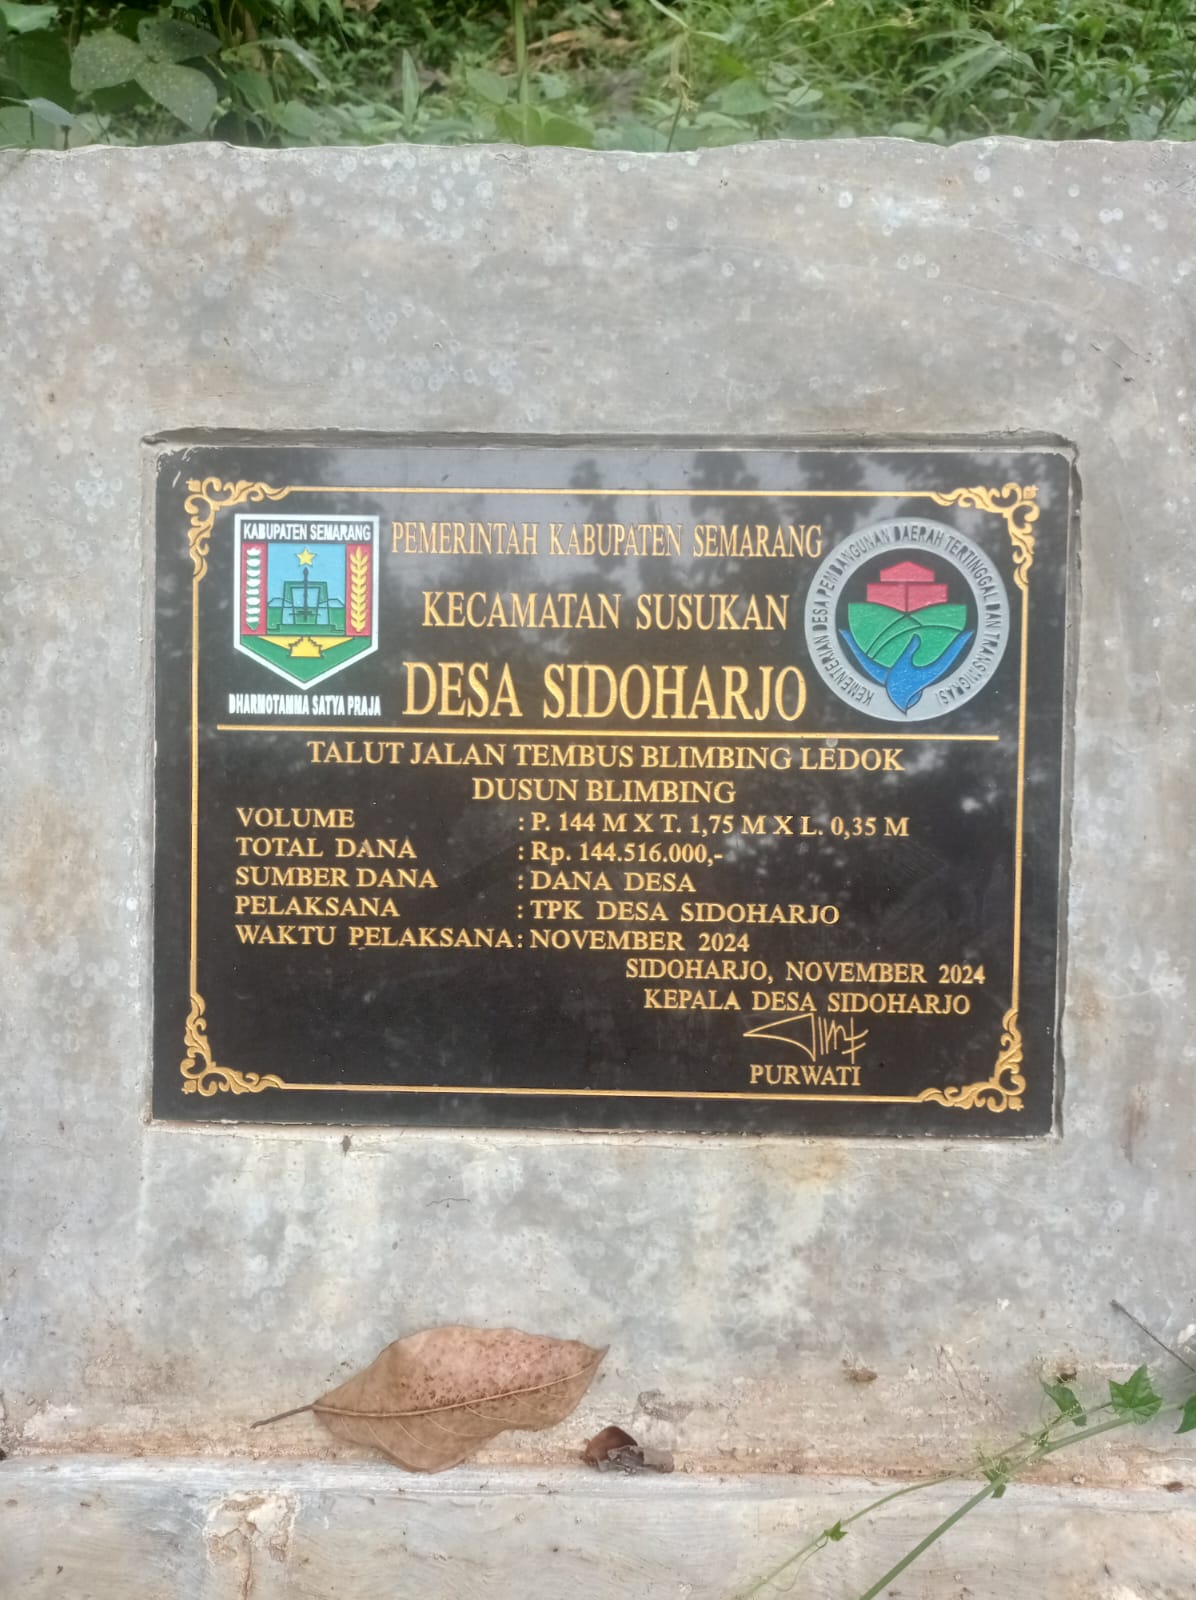 KABUPATEN SEMARANG
DHARMOTAMMA SATYA PRAJA
PEMERINTAH KABUPATEN SEMARANG
KECAMATAN SUSUKAN
DESA SIDOHARJO
KEMENTERIAN DESA PEMBANGUNAN DAERAH TERTINGGAL DAN TRANSMIGRASI
TALUT JALAN TEMBUS BLIMBING LEDOK
DUSUN BLIMBING
VOLUME : P. 144 M X T. 1,75 M X L. 0,35 M
TOTAL DANA : Rp. 144.516.000,-
SUMBER DANA : DANA DESA
PELAKSANA : TPK DESA SIDOHARJO
WAKTU PELAKSANA : NOVEMBER 2024
SIDOHARJO, NOVEMBER 2024
KEPALA DESA SIDOHARJO
PURWATI